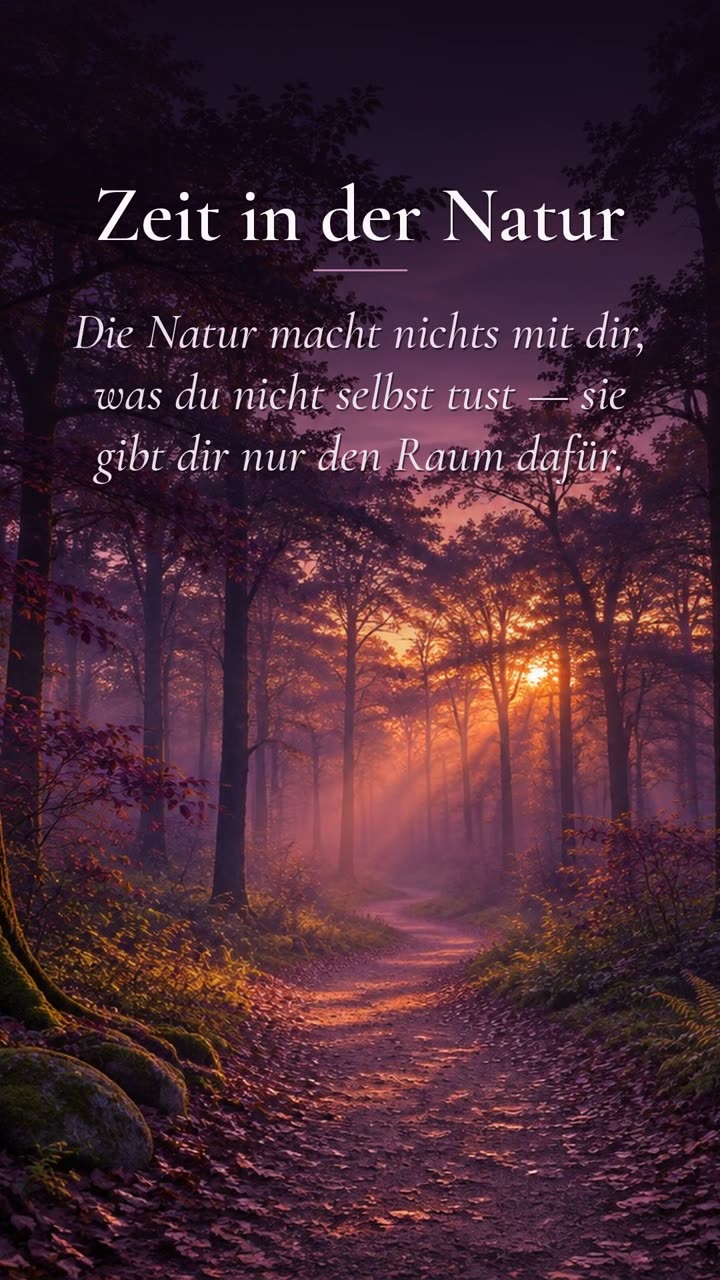 Zeit in der Natur
Die Natur macht nichts mit dir,
was du nicht selbst tust — sie
gibt dir nur den Raum dafür.